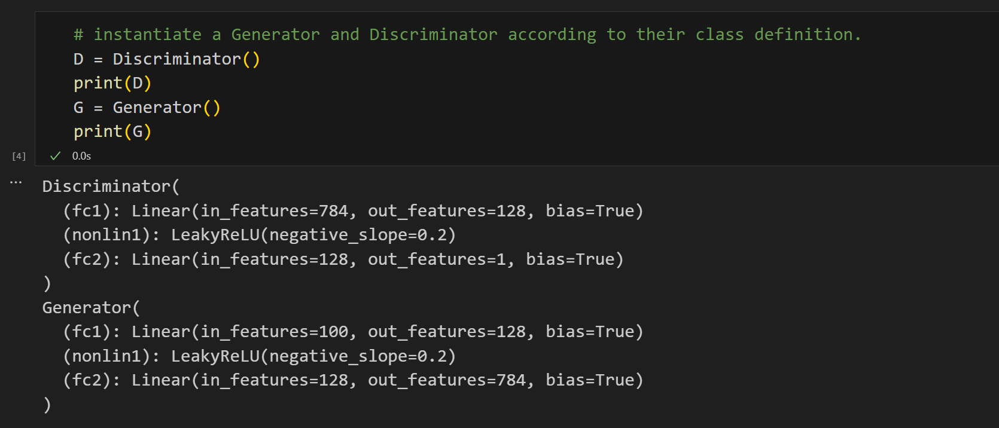 # instantiate a Generator and Discriminator according to their class definition.
D = Discriminator()
print(D)
G = Generator()
print(G)
[4] ✓ 0.0s
... Discriminator(
  (fc1): Linear(in_features=784, out_features=128, bias=True)
  (nonlin1): LeakyReLU(negative_slope=0.2)
  (fc2): Linear(in_features=128, out_features=1, bias=True)
)
Generator(
  (fc1): Linear(in_features=100, out_features=128, bias=True)
  (nonlin1): LeakyReLU(negative_slope=0.2)
  (fc2): Linear(in_features=128, out_features=784, bias=True)
)